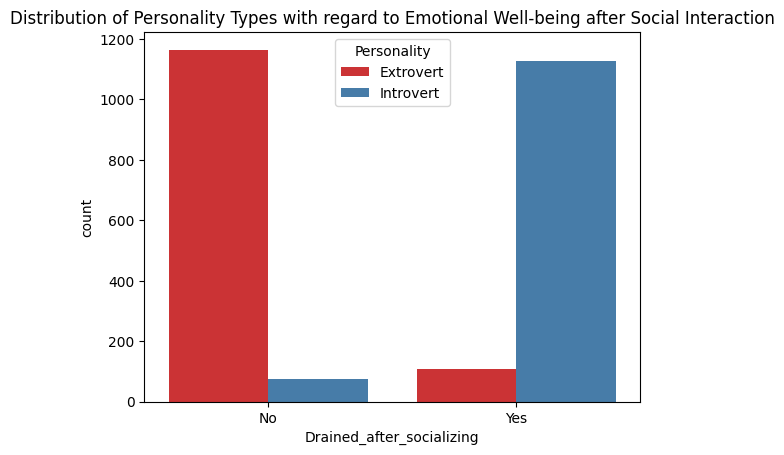 Distribution of Personality Types with regard to Emotional Well-being after Social Interaction
1200
1000
800
600
400
200
0
count
Personality
Extrovert
Introvert
No
Yes
Drained_after_socializing